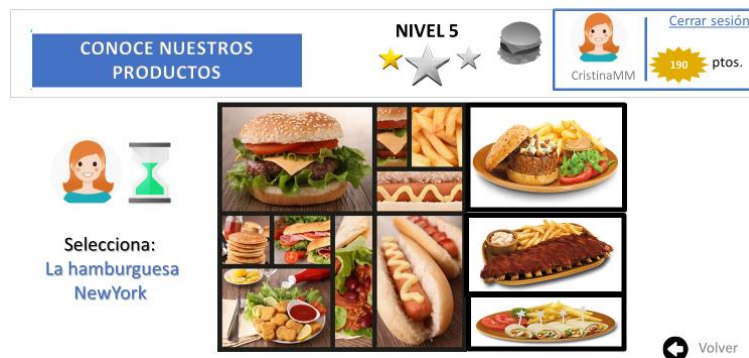 CONOCE NUESTROS
PRODUCTOS
NIVEL 5
Cerrar sesión
CristinaMM
190
ptos.
Selecciona:
La hamburguesa
NewYork
Volver